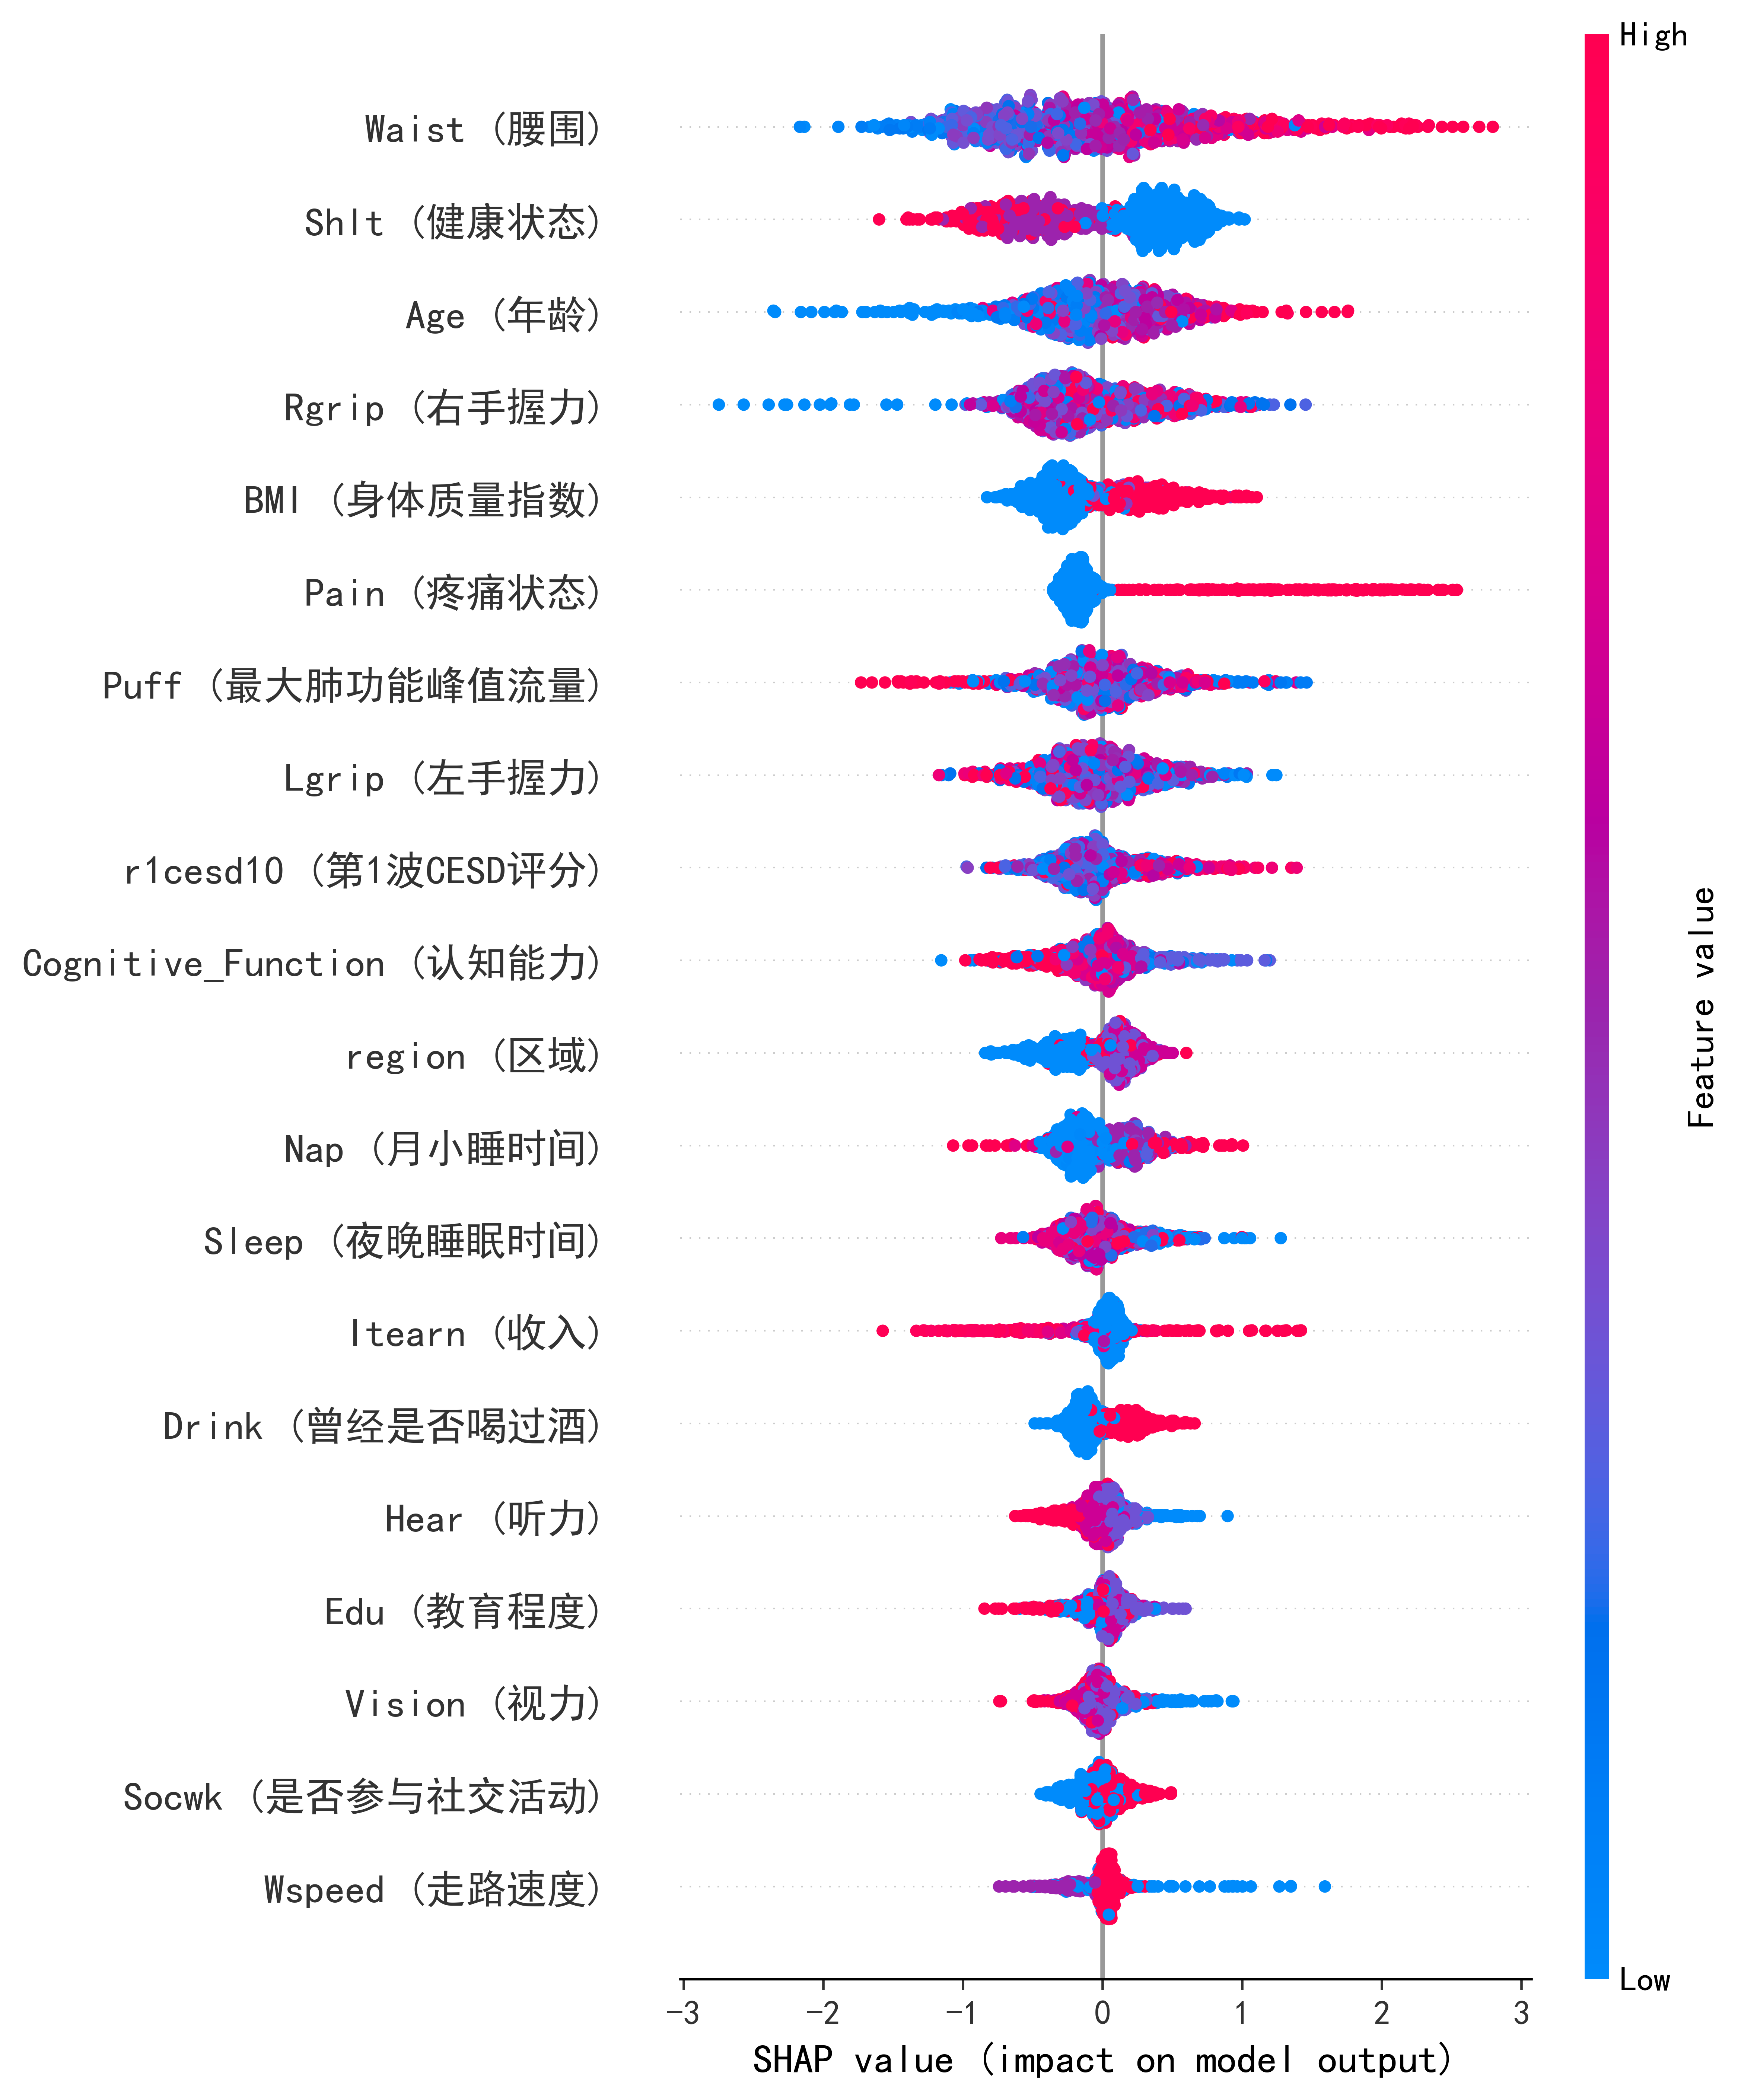 High
Waist (腰围)
Shlt (健康状态)
Age (年龄)
Rgrip (右手握力)
BMI (身体质量指数)
Pain (疼痛状态)
Puff (最大肺功能峰值流量)
Lgrip (左手握力)
r1cesd10 (第1波CESD评分)
Cognitive_Function (认知能力)
region (区域)
Nap (月小睡时间)
Sleep (夜晚睡眠时间)
Itearn (收入)
Drink (曾经是否喝过酒)
Hear (听力)
Edu (教育程度)
Vision (视力)
Socwk (是否参与社交活动)
Wspeed (走路速度)
Feature value
Low
−3 −2 −1 0 1 2 3
SHAP value (impact on model output)